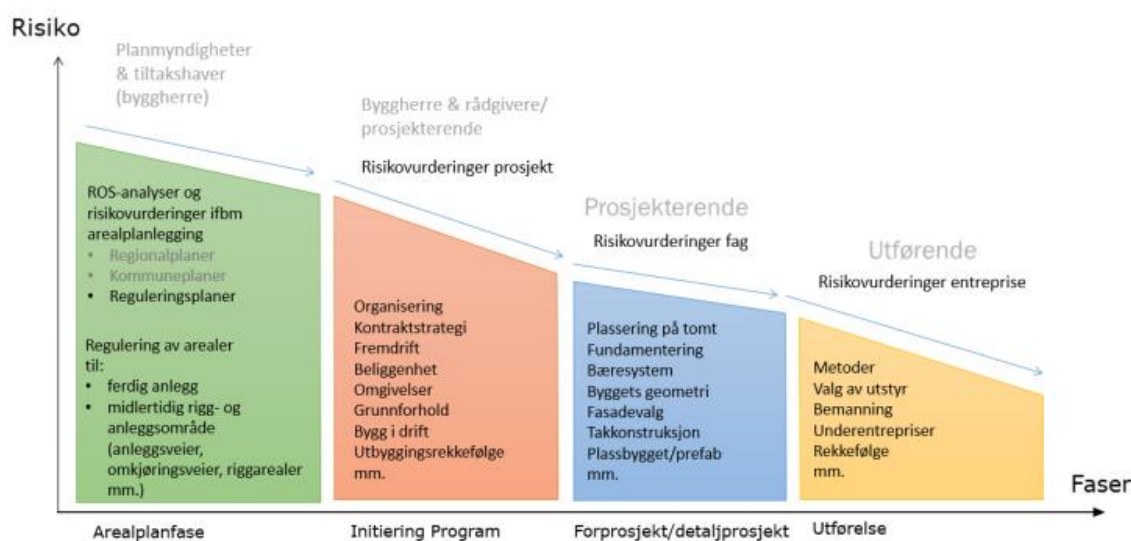 Risiko
Planmyndigheter
& tiltakshaver
(byggherre)
ROS-analyser og
risikovurderinger ifbm
arealplanlegging
• Regionalplaner
• Kommuneplaner
• Reguleringsplaner
Regulering av arealer
til:
• ferdig anlegg
• midlertidig rigg- og
anleggsområde
(anleggsveier,
omkjøringsveier, riggarealer
mm.)
Byggherre & rådgivere/
prosjekterende
Risikovurderinger prosjekt
Organisering
Kontraktstrategi
Fremdrift
Beliggenhet
Omgivelser
Grunnforhold
Bygg i drift
Utbyggingsrekkefølge
mm.
Prosjekterende
Risikovurderinger fag
Plassering på tomt
Fundamentering
Bæresystem
Byggets geometri
Fasadevalg
Takkonstruksjon
Plassbygget/prefab
mm.
Utførende
Risikovurderinger entreprise
Metoder
Valg av utstyr
Bemanning
Underentrepriser
Rekkefølge
mm.
Faser
Arealplanfase
Initiering Program
Forprosjekt/detaljprosjekt
Utførelse